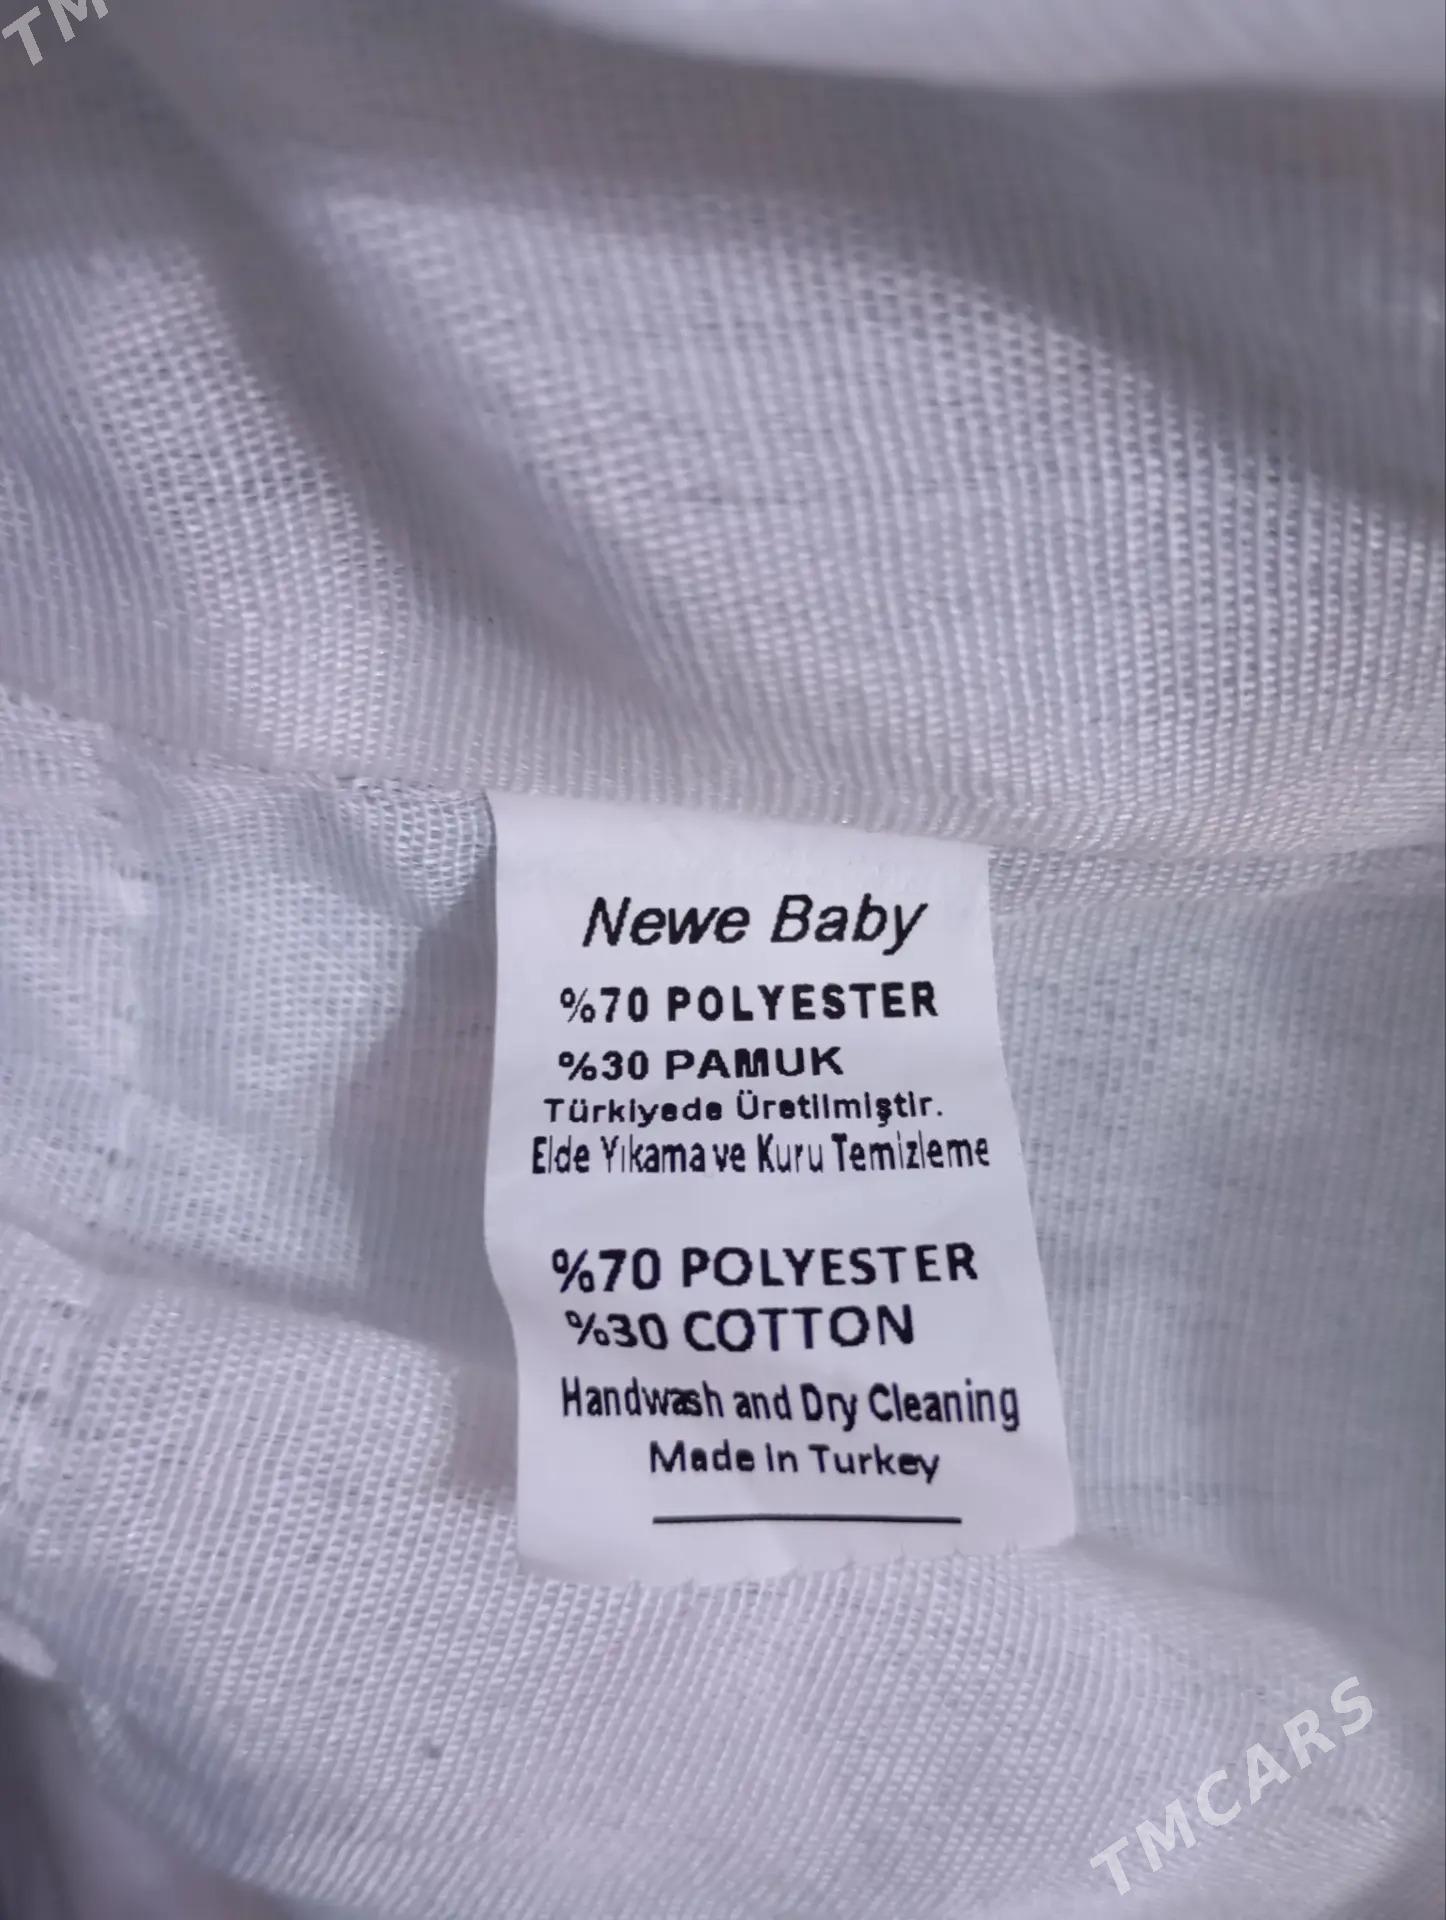 TM
Newe Baby
%70 POLYESTER
%30 PAMUK
Türkiyede Üretilmiştir.
Elde Yıkama ve Kuru Temizleme
%70 POLYESTER
%30 COTTON
Handwash and Dry Cleaning
Made in Turkey
TMCARS